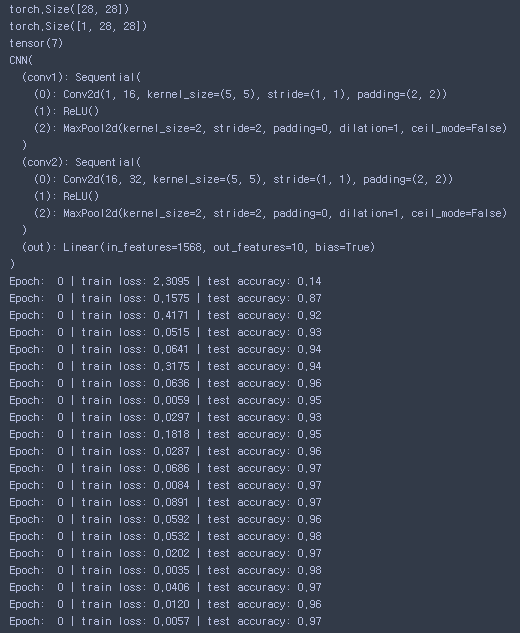 torch.Size([28, 28])
torch.Size([1, 28, 28])
tensor(7)
CNN(
  (conv1): Sequential(
    (0): Conv2d(1, 16, kernel_size=(5, 5), stride=(1, 1), padding=(2, 2))
    (1): ReLU()
    (2): MaxPool2d(kernel_size=2, stride=2, padding=0, dilation=1, ceil_mode=False)
  )
  (conv2): Sequential(
    (0): Conv2d(16, 32, kernel_size=(5, 5), stride=(1, 1), padding=(2, 2))
    (1): ReLU()
    (2): MaxPool2d(kernel_size=2, stride=2, padding=0, dilation=1, ceil_mode=False)
  )
  (out): Linear(in_features=1568, out_features=10, bias=True)
)
Epoch:  0 | train loss: 2.3095 | test accuracy: 0.14
Epoch:  0 | train loss: 0.1575 | test accuracy: 0.87
Epoch:  0 | train loss: 0.4171 | test accuracy: 0.92
Epoch:  0 | train loss: 0.0515 | test accuracy: 0.93
Epoch:  0 | train loss: 0.0641 | test accuracy: 0.94
Epoch:  0 | train loss: 0.3175 | test accuracy: 0.94
Epoch:  0 | train loss: 0.0636 | test accuracy: 0.96
Epoch:  0 | train loss: 0.0059 | test accuracy: 0.95
Epoch:  0 | train loss: 0.0297 | test accuracy: 0.93
Epoch:  0 | train loss: 0.1818 | test accuracy: 0.95
Epoch:  0 | train loss: 0.0287 | test accuracy: 0.96
Epoch:  0 | train loss: 0.0686 | test accuracy: 0.97
Epoch:  0 | train loss: 0.0084 | test accuracy: 0.97
Epoch:  0 | train loss: 0.0891 | test accuracy: 0.97
Epoch:  0 | train loss: 0.0592 | test accuracy: 0.96
Epoch:  0 | train loss: 0.0532 | test accuracy: 0.98
Epoch:  0 | train loss: 0.0202 | test accuracy: 0.97
Epoch:  0 | train loss: 0.0035 | test accuracy: 0.98
Epoch:  0 | train loss: 0.0406 | test accuracy: 0.97
Epoch:  0 | train loss: 0.0120 | test accuracy: 0.96
Epoch:  0 | train loss: 0.0057 | test accuracy: 0.97